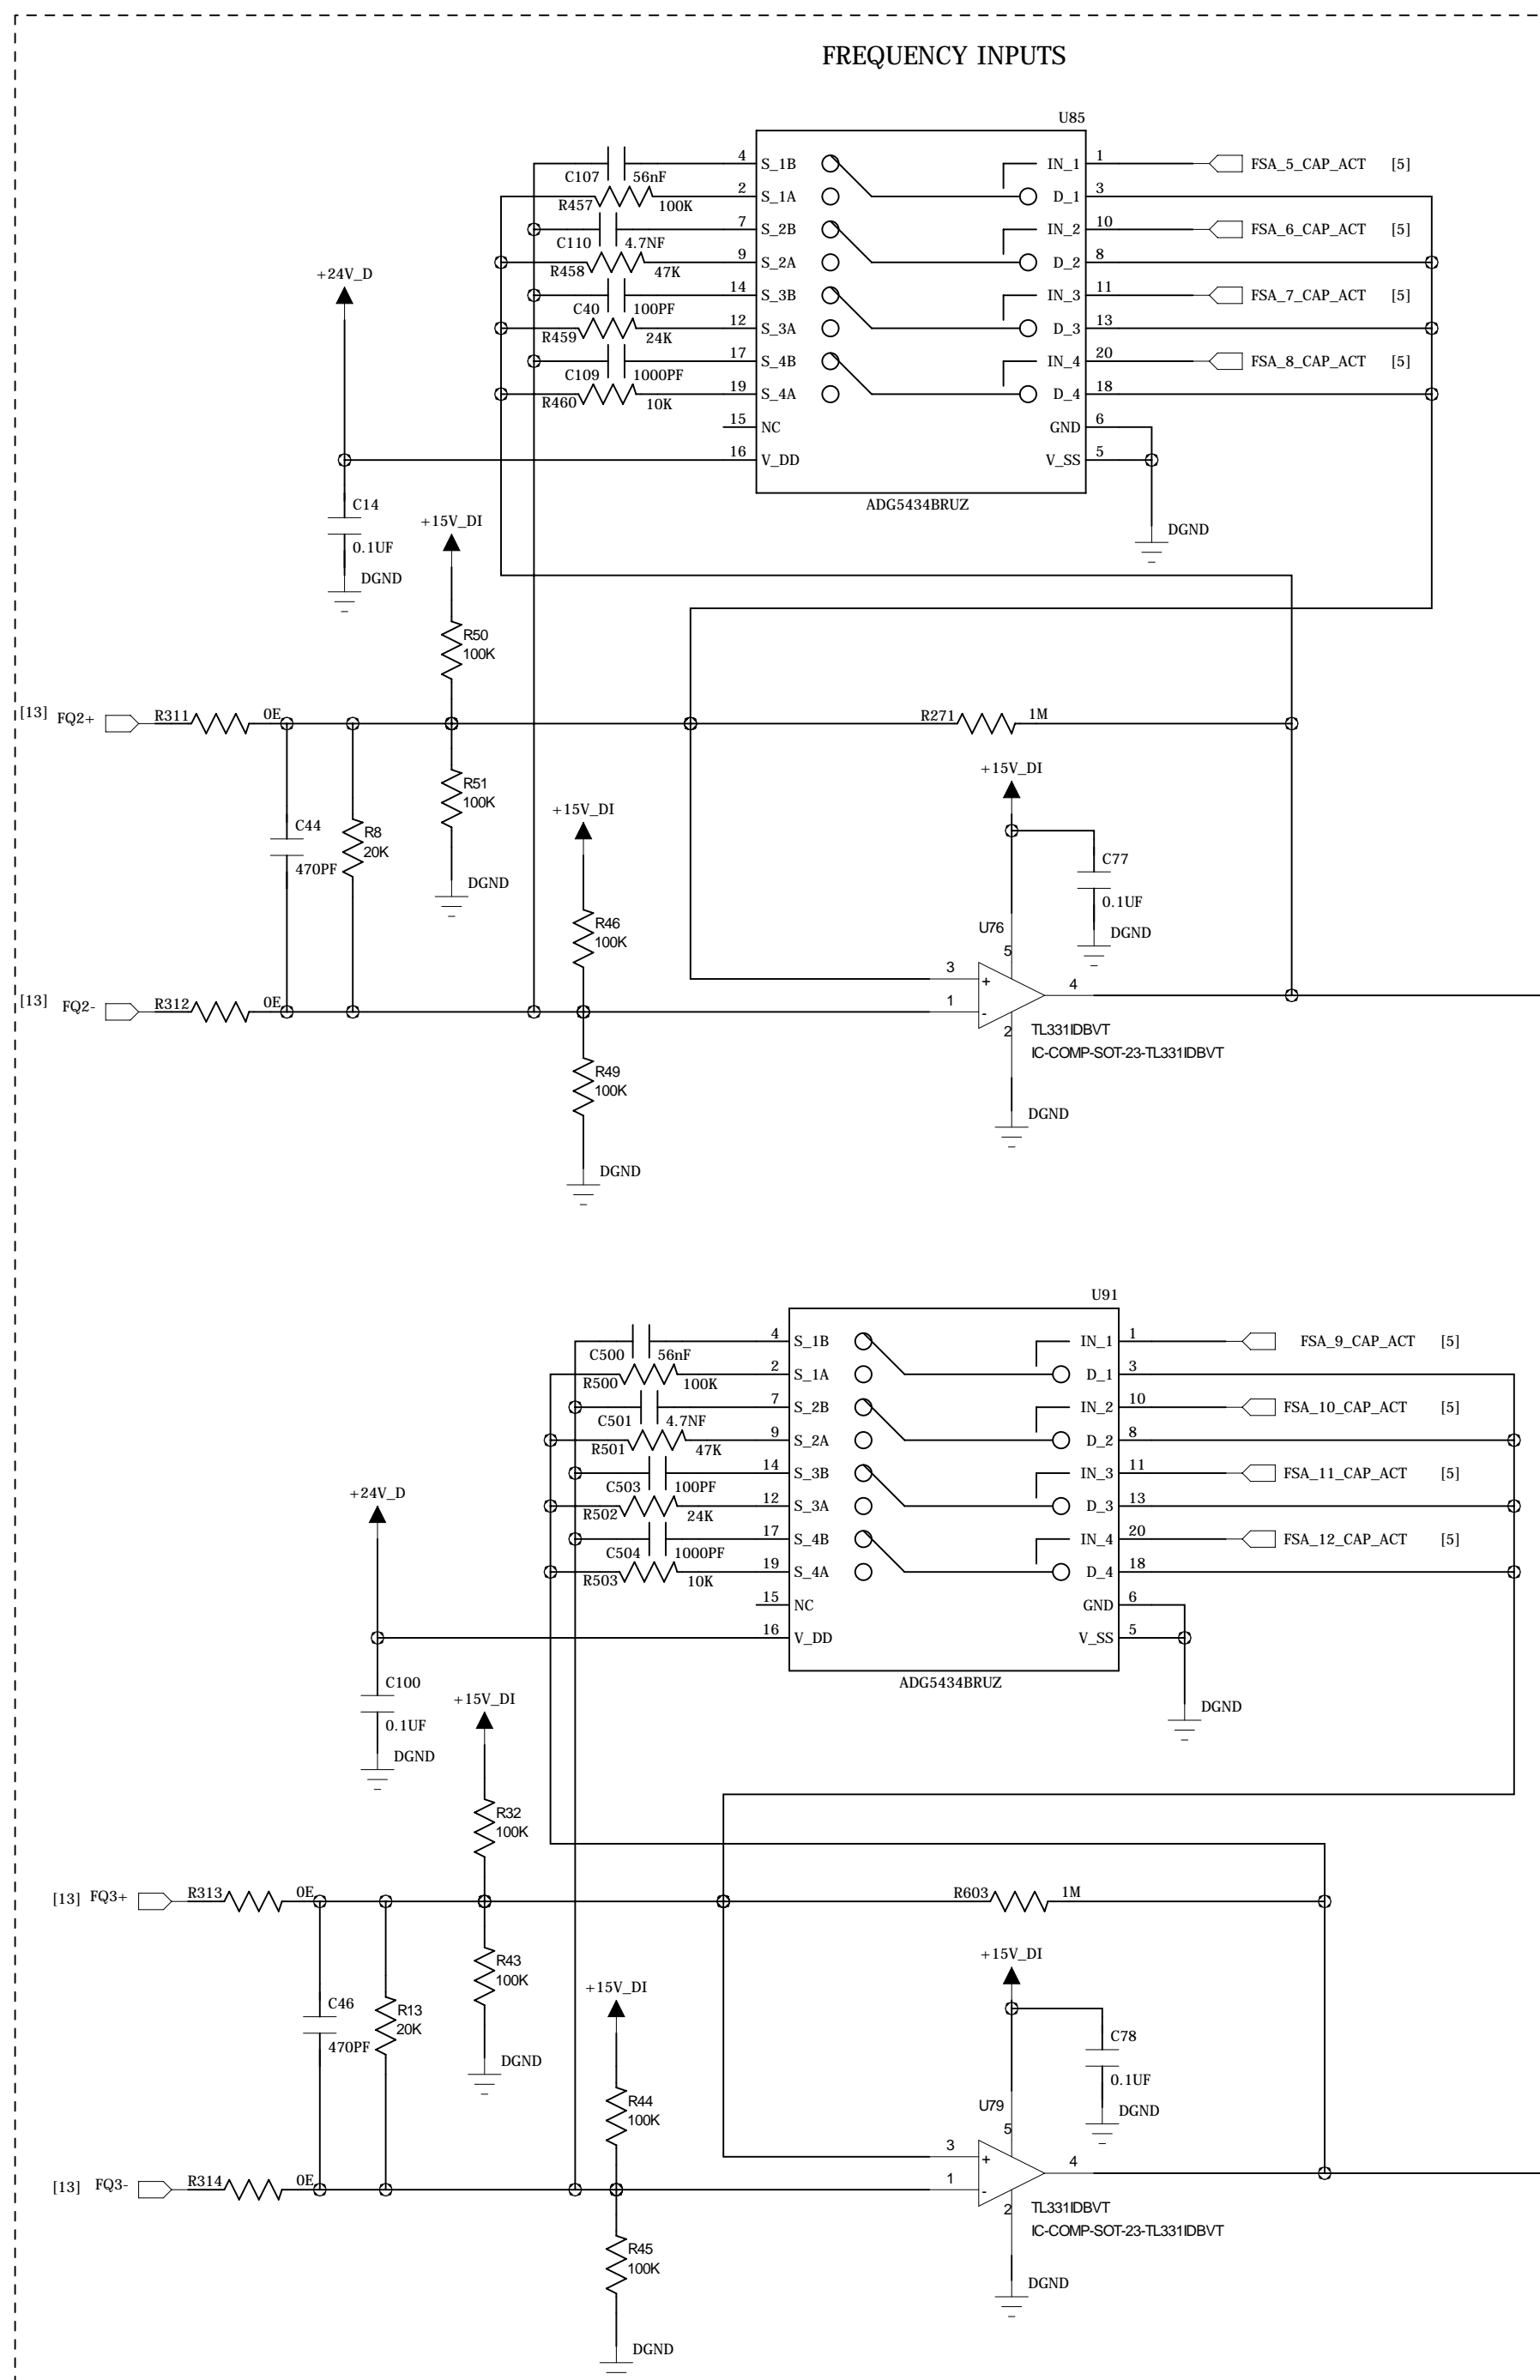 FREQUENCY INPUTS
U85
4 S_1B IN_1 1 FSA_5_CAP_ACT [5]
C107 56nF
2 S_1A D_1 3
R457 100K
7 S_2B IN_2 10 FSA_6_CAP_ACT [5]
C110 4.7NF
9 S_2A D_2 8
R458 47K
+24V_D
14 S_3B IN_3 11 FSA_7_CAP_ACT [5]
C40 100PF
12 S_3A D_3 13
R459 24K
17 S_4B IN_4 20 FSA_8_CAP_ACT [5]
C109 1000PF
19 S_4A D_4 18
R460 10K
15 NC GND 6
16 V_DD V_SS 5
ADG5434BRUZ
C14
0.1UF
DGND
+15V_DI
DGND
R50
100K
[13] FQ2+ R311 0E R271 1M
R51
100K
+15V_DI
+15V_DI
C44
470PF
R8
20K
DGND
C77
0.1UF
DGND
R46
100K
U76
5
3 + 4
[13] FQ2- R312 0E 1 -
2 TL331IDBVT
IC-COMP-SOT-23-TL331IDBVT
R49
100K
DGND
DGND
U91
4 S_1B IN_1 1 FSA_9_CAP_ACT [5]
C500 56nF
2 S_1A D_1 3
R500 100K
7 S_2B IN_2 10 FSA_10_CAP_ACT [5]
C501 4.7NF
9 S_2A D_2 8
R501 47K
14 S_3B IN_3 11 FSA_11_CAP_ACT [5]
C503 100PF
+24V_D
12 S_3A D_3 13
R502 24K
17 S_4B IN_4 20 FSA_12_CAP_ACT [5]
C504 1000PF
19 S_4A D_4 18
R503 10K
15 NC GND 6
16 V_DD V_SS 5
ADG5434BRUZ
C100
0.1UF
DGND
+15V_DI
DGND
R32
100K
[13] FQ3+ R313 0E R603 1M
R43
100K
+15V_DI
+15V_DI
C46
470PF
R13
20K
DGND
C78
0.1UF
DGND
R44
100K
U79
5
3 + 4
[13] FQ3- R314 0E 1 -
2 TL331IDBVT
IC-COMP-SOT-23-TL331IDBVT
R45
100K
DGND
DGND